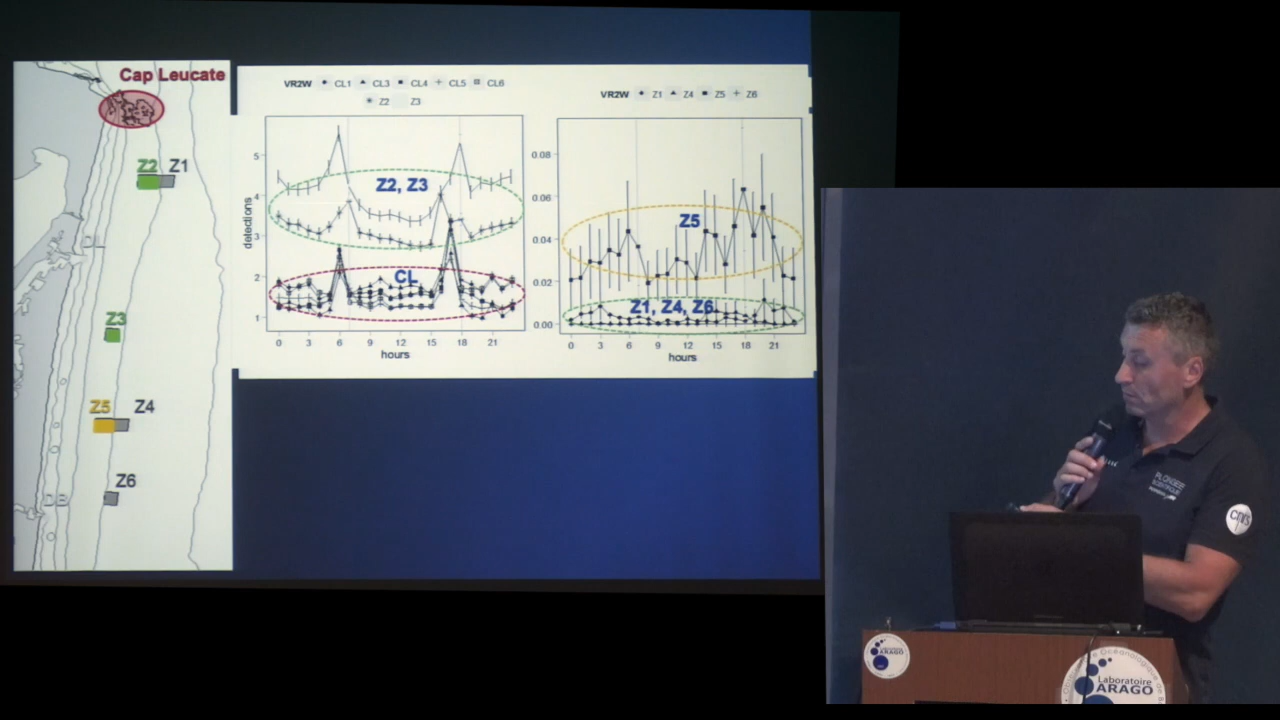 Cap Leucate
Z2 Z1
Z3
Z5 Z4
Z6
VR2W CL1 CL3 CL4 CL5 CL6
Z2 Z3
detections
5
4
3
2
1
Z2, Z3
CL
0 3 6 9 12 15 18 21
hours
VR2W Z1 Z4 Z5 Z6
0.08
0.06
0.04
0.02
0.00
Z5
Z1, Z4, Z6
0 3 6 9 12 15 18 21
hours
PLONGEE
SCIENTIFIQUE
cnrs
ARAGO
Laboratoire
ARAGO